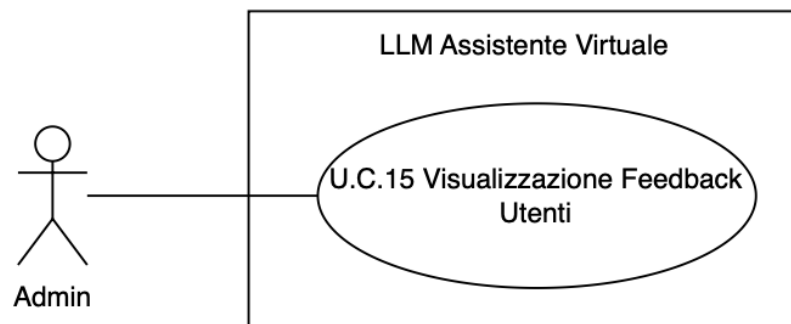 LLM Assistente Virtuale
U.C.15 Visualizzazione Feedback
Utenti
Admin